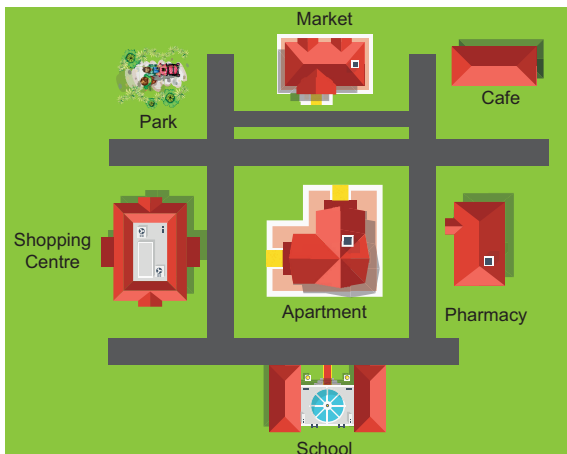 Market
Park
Cafe
Shopping
Centre
Apartment
Pharmacy
School